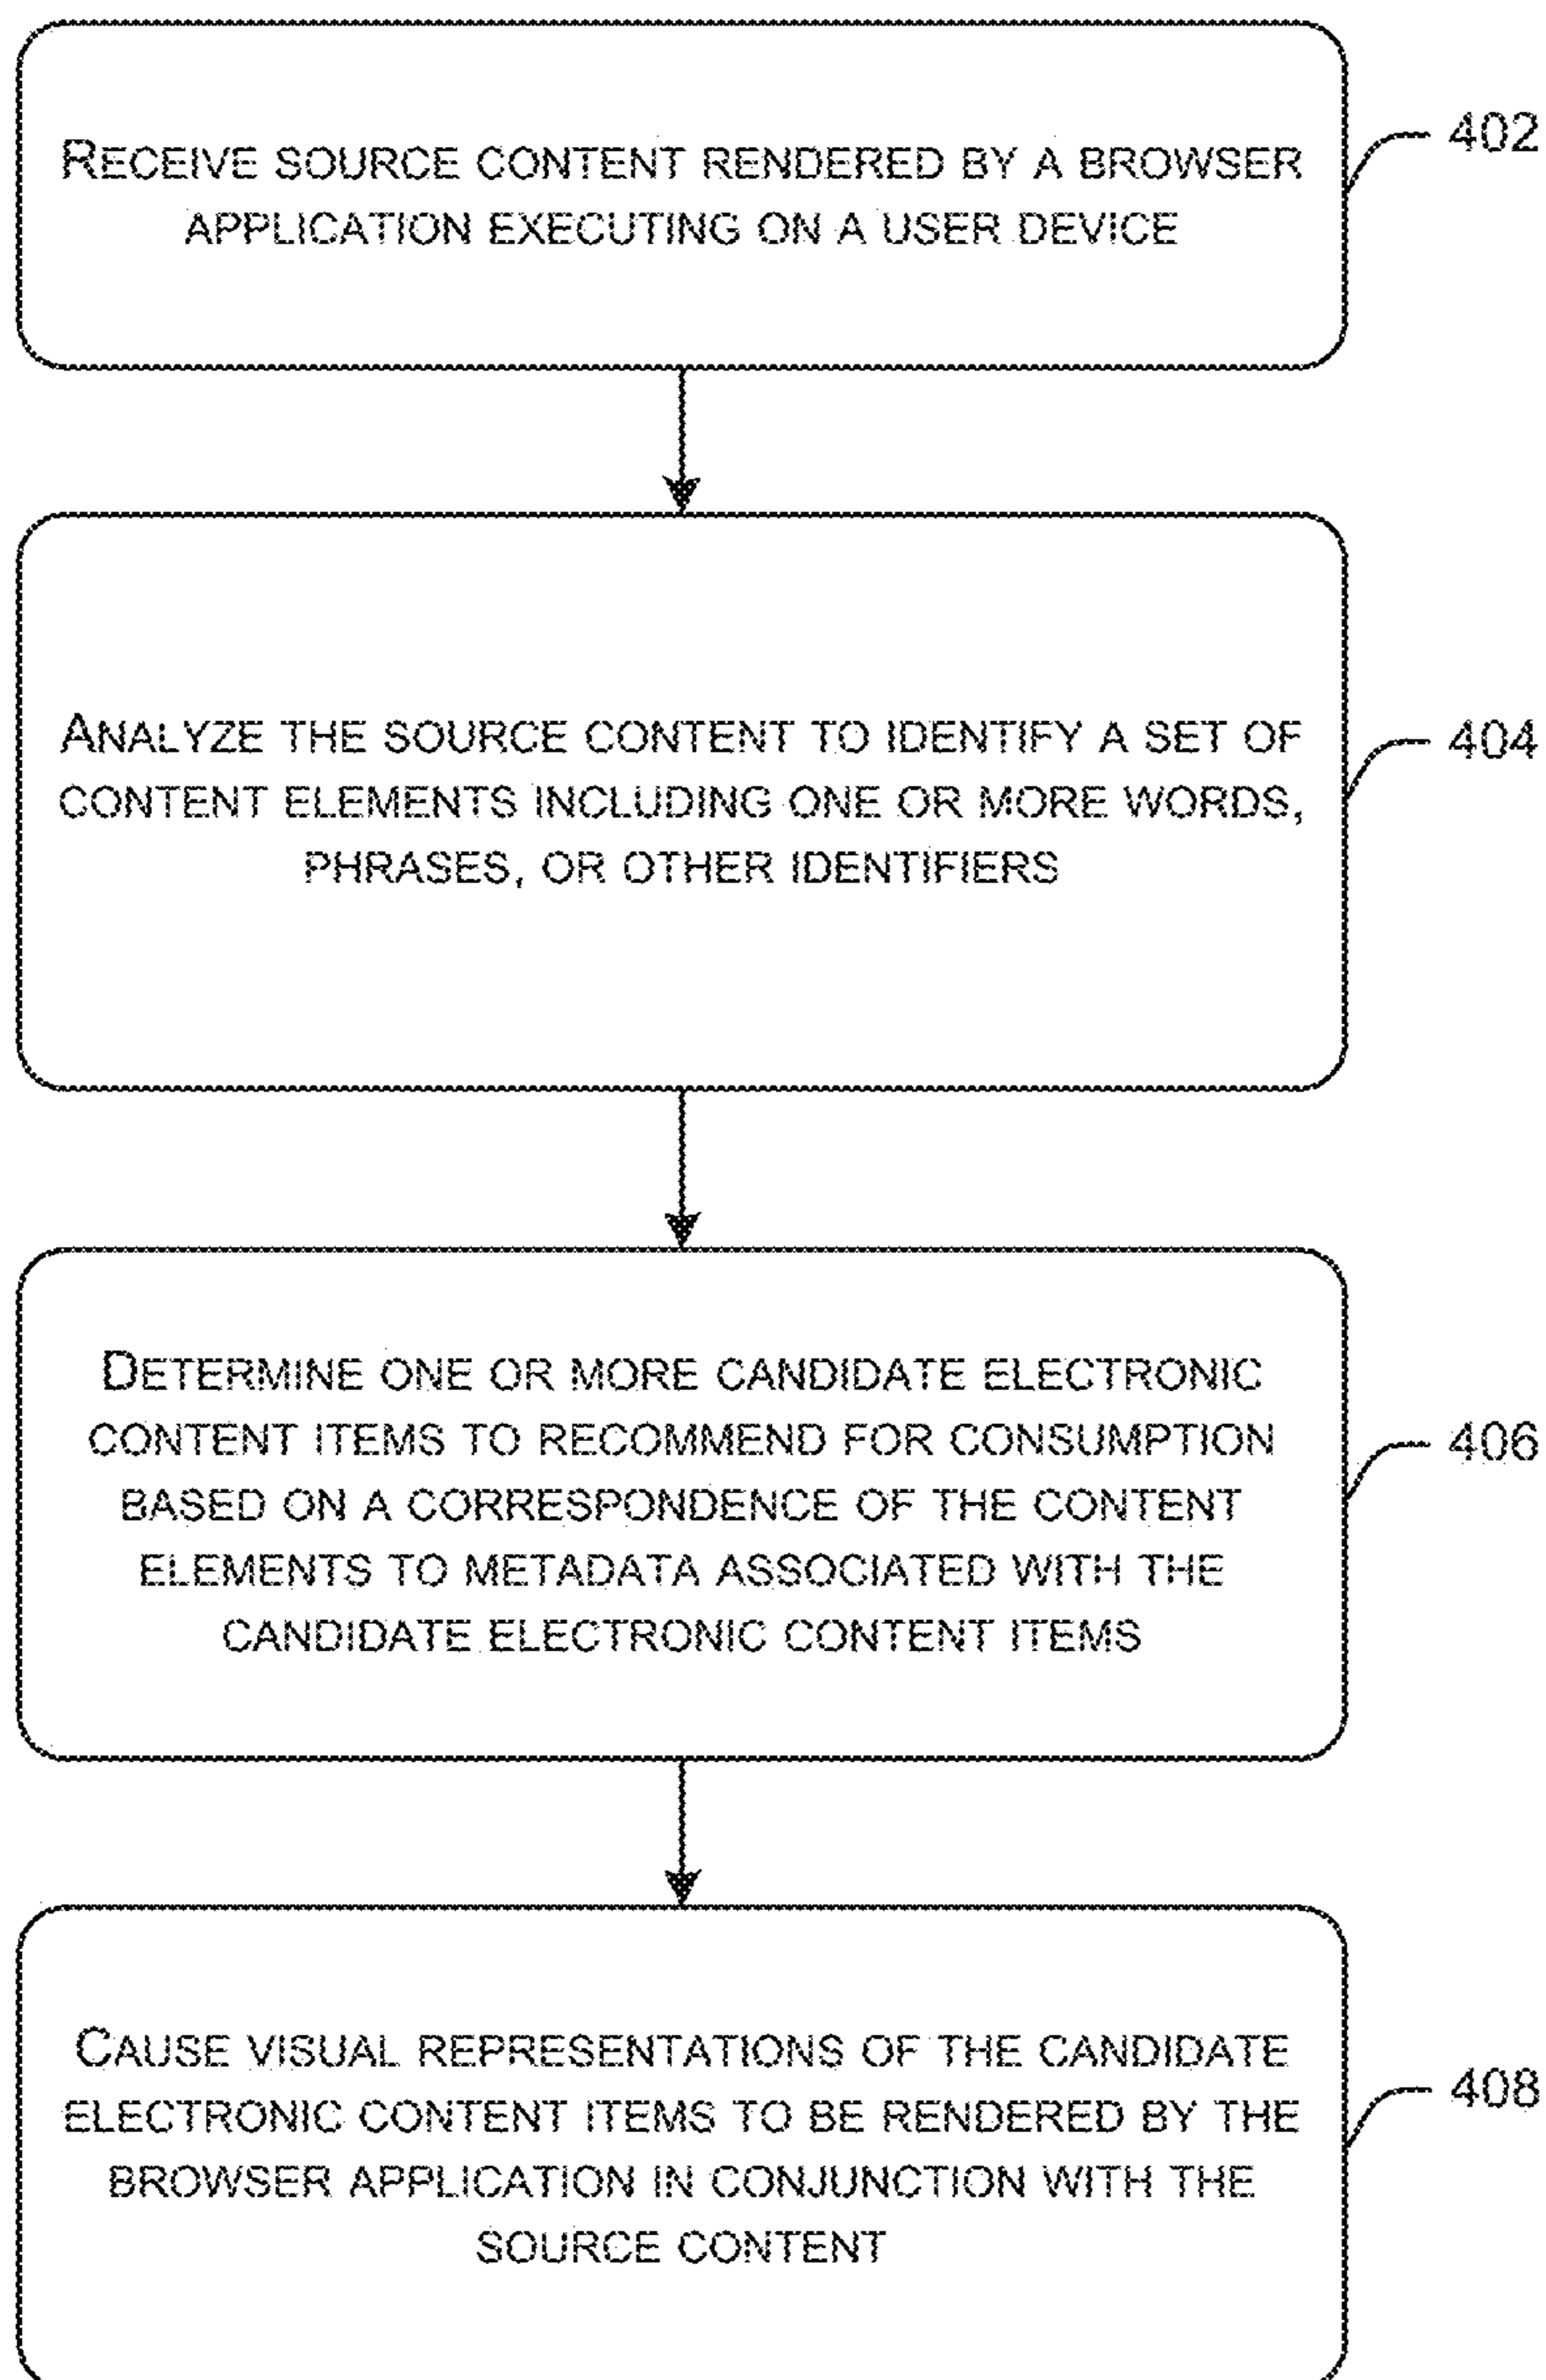 RECEIVE SOURCE CONTENT RENDERED BY A BROWSER
APPLICATION EXECUTING ON A USER DEVICE
402
ANALYZE THE SOURCE CONTENT TO IDENTIFY A SET OF
CONTENT ELEMENTS INCLUDING ONE OR MORE WORDS,
PHRASES, OR OTHER IDENTIFIERS
404
DETERMINE ONE OR MORE CANDIDATE ELECTRONIC
CONTENT ITEMS TO RECOMMEND FOR CONSUMPTION
BASED ON A CORRESPONDENCE OF THE CONTENT
ELEMENTS TO METADATA ASSOCIATED WITH THE
CANDIDATE ELECTRONIC CONTENT ITEMS
406
CAUSE VISUAL REPRESENTATIONS OF THE CANDIDATE
ELECTRONIC CONTENT ITEMS TO BE RENDERED BY THE
BROWSER APPLICATION IN CONJUNCTION WITH THE
SOURCE CONTENT
408